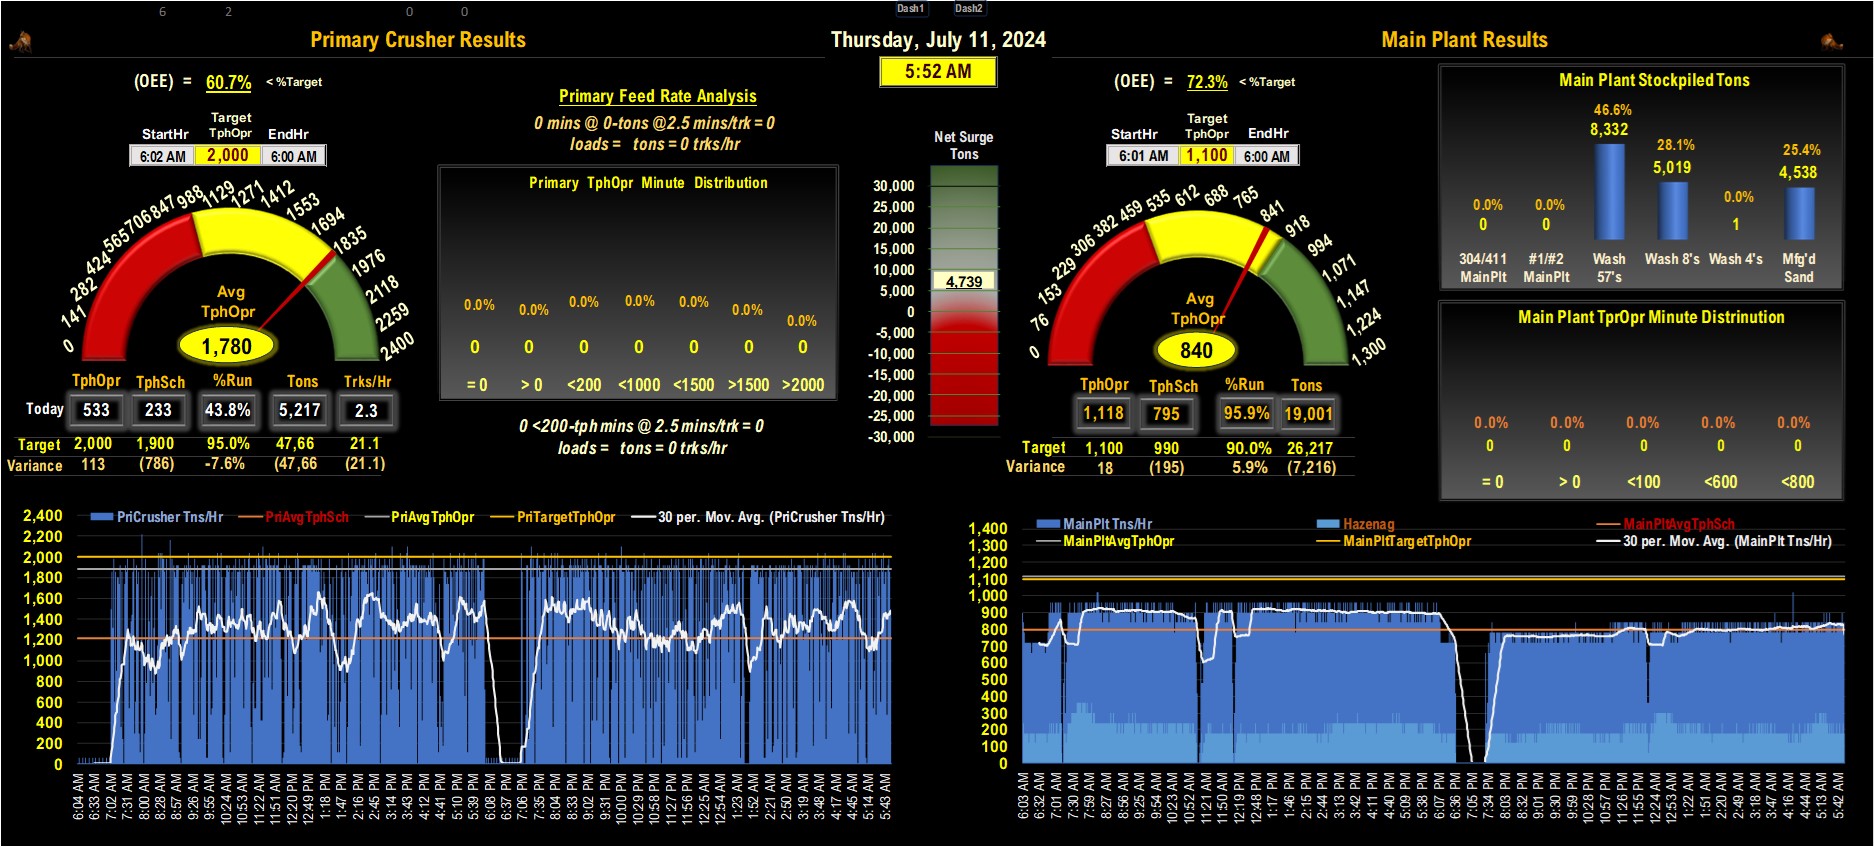 6 2 0 0 Dash1 Dash2
Primary Crusher Results
Thursday, July 11, 2024
Main Plant Results
5:52 AM
(OEE) = 60.7% < %Target
StartHr Target TphOpr EndHr
6:02 AM 2,000 6:00 AM
0 141 282 424 565 706 847 988 1129 1271 1412 1553 1694 1835 1976 2118 2259 2400
Avg
TphOpr
1,780
TphOpr TphSch %Run Tons Trks/Hr
Today 533 233 43.8% 5,217 2.3
Target 2,000 1,900 95.0% 47,66 21.1
Variance 113 (786) -7.6% (47,66 (21.1)
Primary Feed Rate Analysis
0 mins @ 0-tons @2.5 mins/trk = 0
loads = tons = 0 trks/hr
Primary TphOpr Minute Distribution
0.0% 0.0% 0.0% 0.0% 0.0% 0.0% 0.0%
0 0 0 0 0 0 0
= 0 > 0 <200 <1000 <1500 >1500 >2000
0 <200-tph mins @ 2.5 mins/trk = 0
loads = tons = 0 trks/hr
Net Surge
Tons
30,000
25,000
20,000
15,000
10,000
4,739
5,000
0
-5,000
-10,000
-15,000
-20,000
-25,000
-30,000
(OEE) = 72.3% < %Target
StartHr Target TphOpr EndHr
6:01 AM 1,100 6:00 AM
0 76 153 229 306 382 459 535 612 688 765 841 918 994 1,071 1,147 1,224 1,300
Avg
TphOpr
840
TphOpr TphSch %Run Tons
1,118 795 95.9% 19,001
Target 1,100 990 90.0% 26,217
Variance 18 (195) 5.9% (7,216)
Main Plant Stockpiled Tons
0.0% 0.0% 46.6% 28.1% 0.0% 25.4%
0 0 8,332 5,019 1 4,538
304/411 MainPlt #1/#2 MainPlt Wash 57's Wash 8's Wash 4's Mfg'd Sand
Main Plant TprOpr Minute Distrinution
0.0% 0.0% 0.0% 0.0% 0.0%
0 0 0 0 0
= 0 > 0 <100 <600 <800
PriCrusher Tns/Hr PriAvgTphSch PriAvgTphOpr PriTargetTphOpr 30 per. Mov. Avg. (PriCrusher Tns/Hr)
2,400
2,200
2,000
1,800
1,600
1,400
1,200
1,000
800
600
400
200
0
6:04 AM 6:33 AM 7:02 AM 7:31 AM 8:00 AM 8:28 AM 8:57 AM 9:26 AM 9:55 AM 10:24 AM 10:53 AM 11:22 AM 11:51 AM 12:20 PM 12:49 PM 1:18 PM 1:47 PM 2:16 PM 2:45 PM 3:14 PM 3:43 PM 4:12 PM 4:41 PM 5:10 PM 5:39 PM 6:08 PM 6:37 PM 7:06 PM 7:35 PM 8:04 PM 8:33 PM 9:02 PM 9:31 PM 10:00 PM 10:29 PM 10:58 PM 11:27 PM 11:56 PM 12:25 AM 12:54 AM 1:23 AM 1:52 AM 2:21 AM 2:50 AM 3:19 AM 3:48 AM 4:17 AM 4:45 AM 5:14 AM 5:43 AM
MainPlt Tns/Hr Hazenag MainPltAvgTphSch
MainPltAvgTphOpr MainPltTargetTphOpr 30 per. Mov. Avg. (MainPlt Tns/Hr)
1,400
1,300
1,200
1,100
1,000
900
800
700
600
500
400
300
200
100
0
6:03 AM 6:32 AM 7:01 AM 7:30 AM 7:59 AM 8:27 AM 8:56 AM 9:25 AM 9:54 AM 10:23 AM 10:52 AM 11:21 AM 11:50 AM 12:19 PM 12:48 PM 1:17 PM 1:46 PM 2:15 PM 2:44 PM 3:13 PM 3:42 PM 4:11 PM 4:40 PM 5:09 PM 5:38 PM 6:07 PM 6:36 PM 7:05 PM 7:34 PM 8:03 PM 8:32 PM 9:01 PM 9:30 PM 9:59 PM 10:28 PM 10:57 PM 11:26 PM 11:55 PM 12:24 AM 12:53 AM 1:22 AM 1:51 AM 2:20 AM 2:49 AM 3:18 AM 3:47 AM 4:16 AM 4:44 AM 5:13 AM 5:42 AM